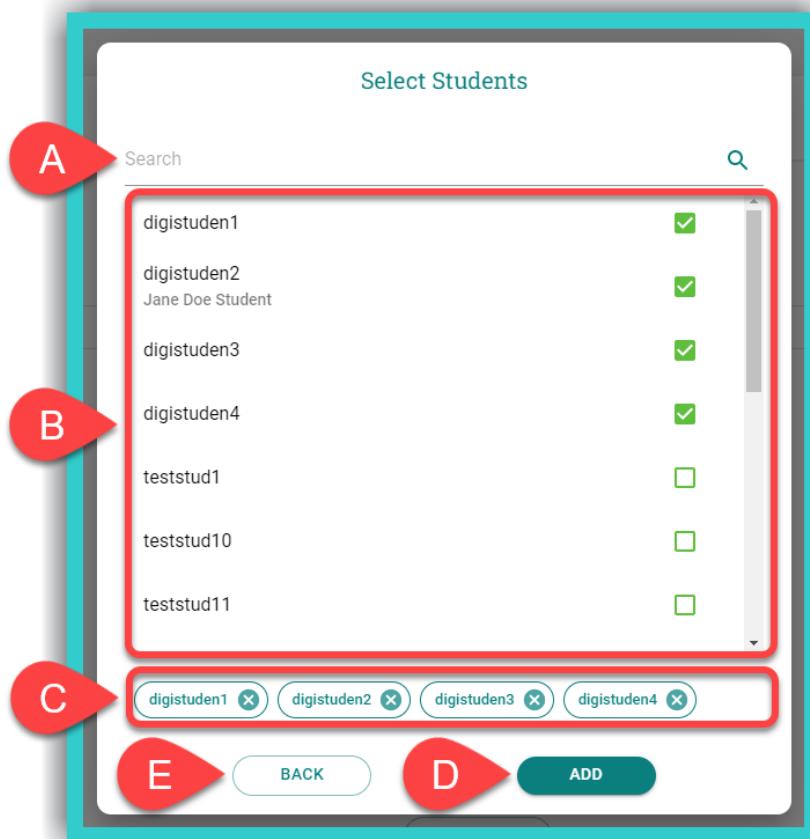 Select Students
A
Search
digistuden1
digistuden2
Jane Doe Student
digistuden3
digistuden4
B
teststud1
teststud10
teststud11
C
digistuden1 digistuden2 digistuden3 digistuden4
E BACK D ADD